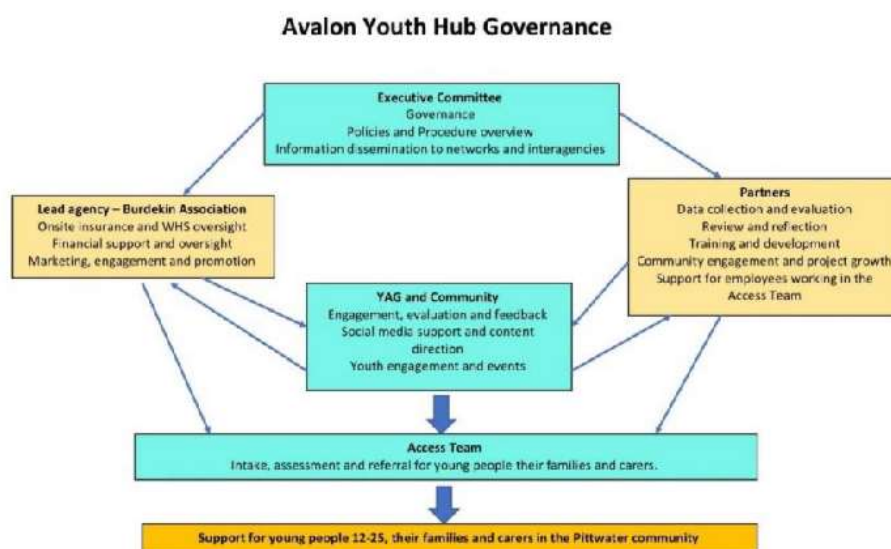 Avalon Youth Hub Governance
Executive Committee
Governance
Policies and Procedure overview
Information dissemination to networks and interagencies
Lead agency – Burdekin Association
Onsite insurance and WHS oversight
Financial support and oversight
Marketing, engagement and promotion
Partners
Data collection and evaluation
Review and reflection
Training and development
Community engagement and project growth
Support for employees working in the
Access Team
YAG and Community
Engagement, evaluation and feedback
Social media support and content
direction
Youth engagement and events
Access Team
Intake, assessment and referral for young people their families and carers.
Support for young people 12-25, their families and carers in the Pittwater community